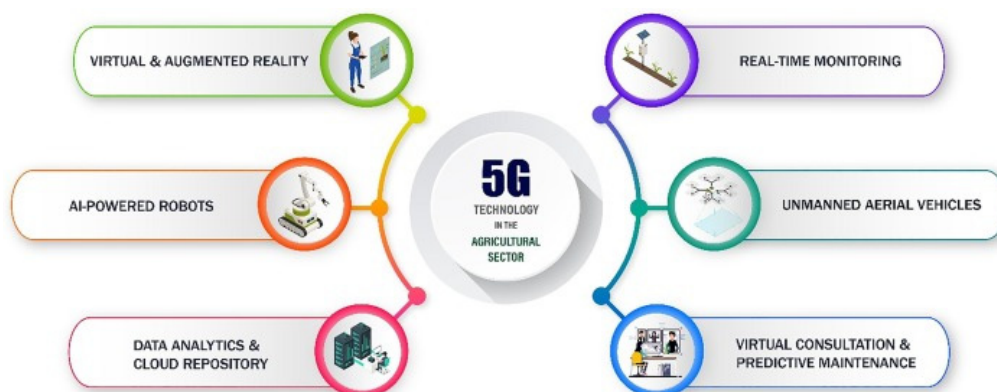 VIRTUAL & AUGMENTED REALITY
AI-POWERED ROBOTS
DATA ANALYTICS &
CLOUD REPOSITORY
5G
TECHNOLOGY
IN THE
AGRICULTURAL
SECTOR
REAL-TIME MONITORING
UNMANNED AERIAL VEHICLES
VIRTUAL CONSULTATION &
PREDICTIVE MAINTENANCE